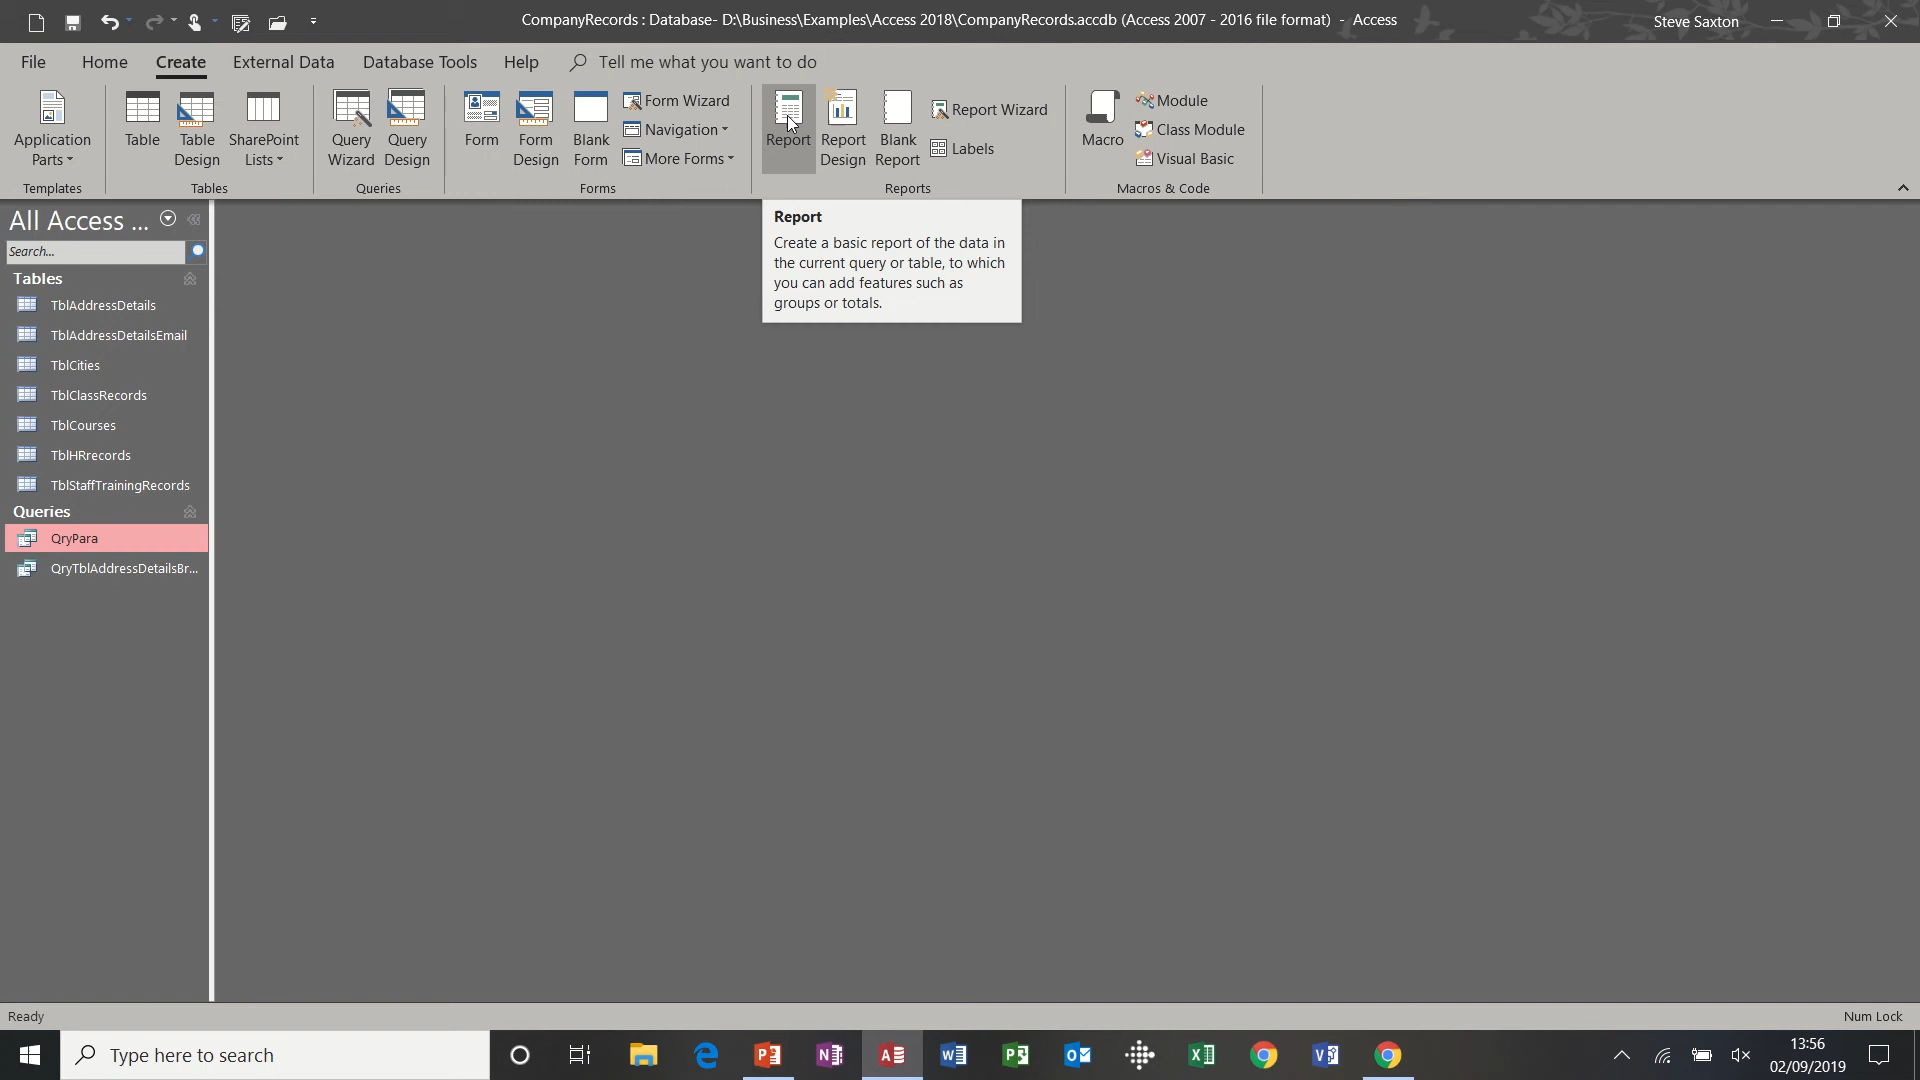 CompanyRecords : Database- D:\Business\Examples\Access 2018\CompanyRecords.accdb (Access 2007 - 2016 file format) - Access
Steve Saxton
File Home Create External Data Database Tools Help Tell me what you want to do
Application Parts
Templates
Table
Table Design
SharePoint Lists
Tables
Query Wizard
Query Design
Queries
Form
Form Design
Blank Form
Form Wizard
Navigation
More Forms
Forms
Report
Report Design
Blank Report
Report Wizard
Labels
Reports
Macro
Module
Class Module
Visual Basic
Macros & Code
All Access ...
Search...
Tables
TblAddressDetails
TblAddressDetailsEmail
TblCities
TblClassRecords
TblCourses
TblHRrecords
TblStaffTrainingRecords
Queries
QryPara
QryTblAddressDetailsBr...
Report
Create a basic report of the data in
the current query or table, to which
you can add features such as
groups or totals.
Ready
Num Lock
Type here to search
13:56
02/09/2019